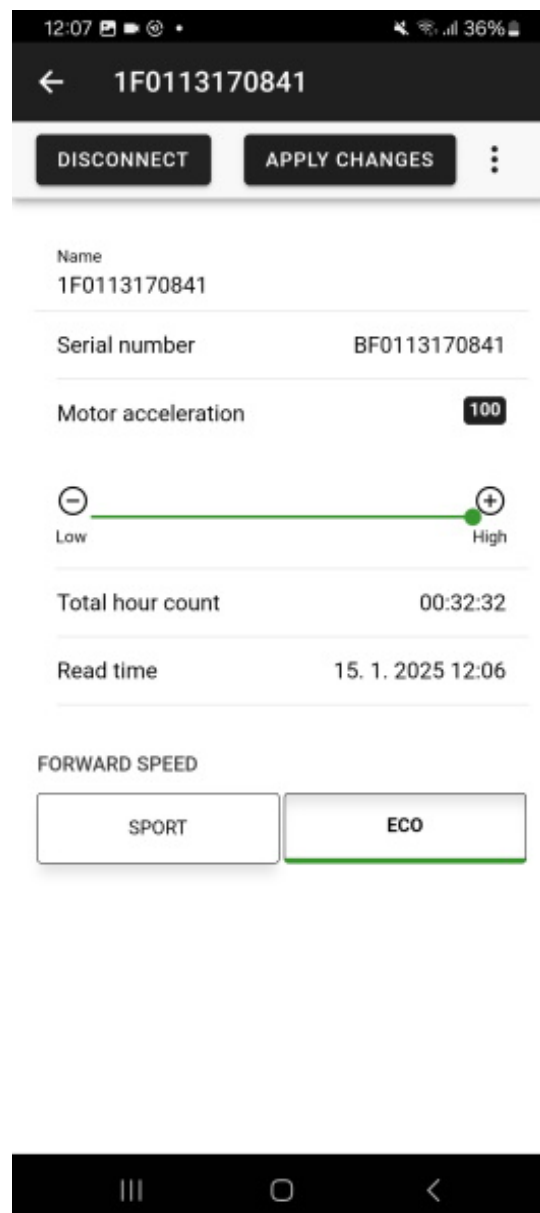 12:07 36%
1F0113170841
DISCONNECT APPLY CHANGES
Name
1F0113170841
Serial number BF0113170841
Motor acceleration 100
Low High
Total hour count 00:32:32
Read time 15. 1. 2025 12:06
FORWARD SPEED
SPORT ECO